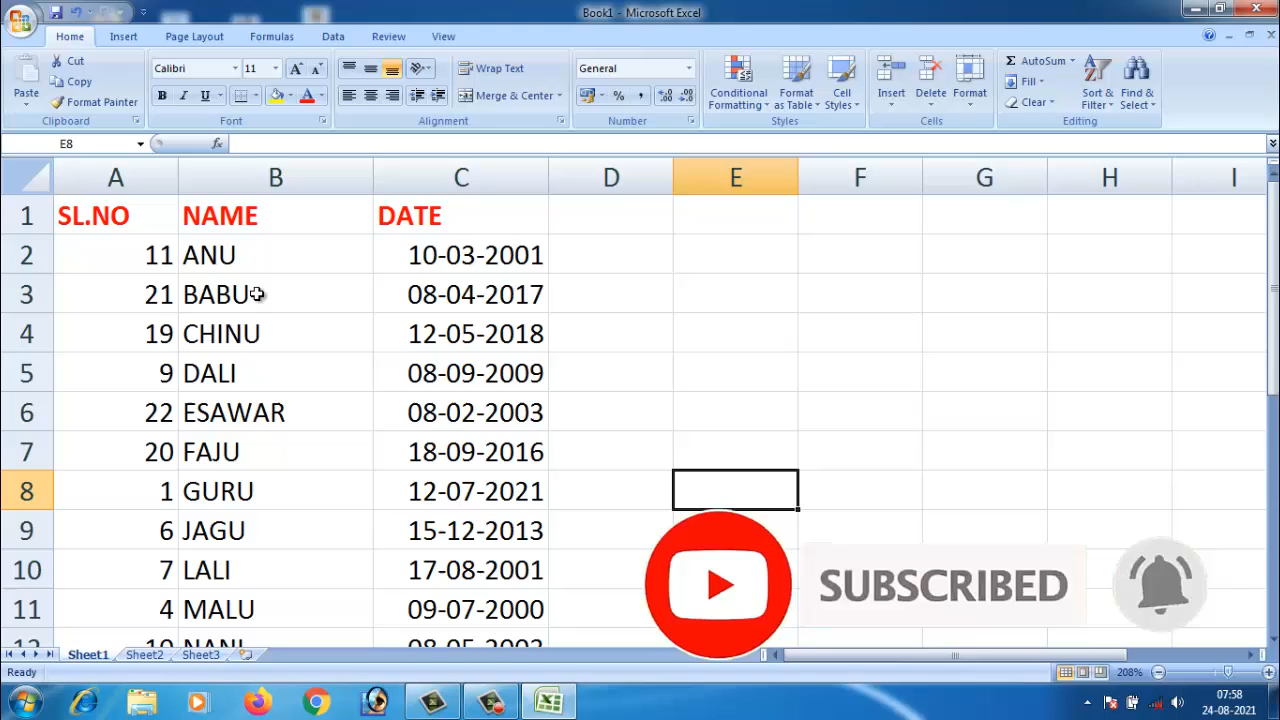 Book1 - Microsoft Excel
Home Insert Page Layout Formulas Data Review View
Paste
Cut
Copy
Format Painter
Clipboard
Calibri 11
B I U
Font
Wrap Text
Merge & Center
Alignment
General
Number
Conditional Formatting
Format as Table
Cell Styles
Styles
Insert Delete Format
Cells
Σ AutoSum
Fill
Clear
Sort & Filter
Find & Select
Editing
E8 fx
A B C D E F G H I
1 SL.NO NAME DATE
2 11 ANU 10-03-2001
3 21 BABU 08-04-2017
4 19 CHINU 12-05-2018
5 9 DALI 08-09-2009
6 22 ESAWAR 08-02-2003
7 20 FAJU 18-09-2016
8 1 GURU 12-07-2021
9 6 JAGU 15-12-2013
10 7 LALI 17-08-2001
11 4 MALU 09-07-2000
SUBSCRIBED
Sheet1 Sheet2 Sheet3
Ready 208%
07:58
24-08-2021